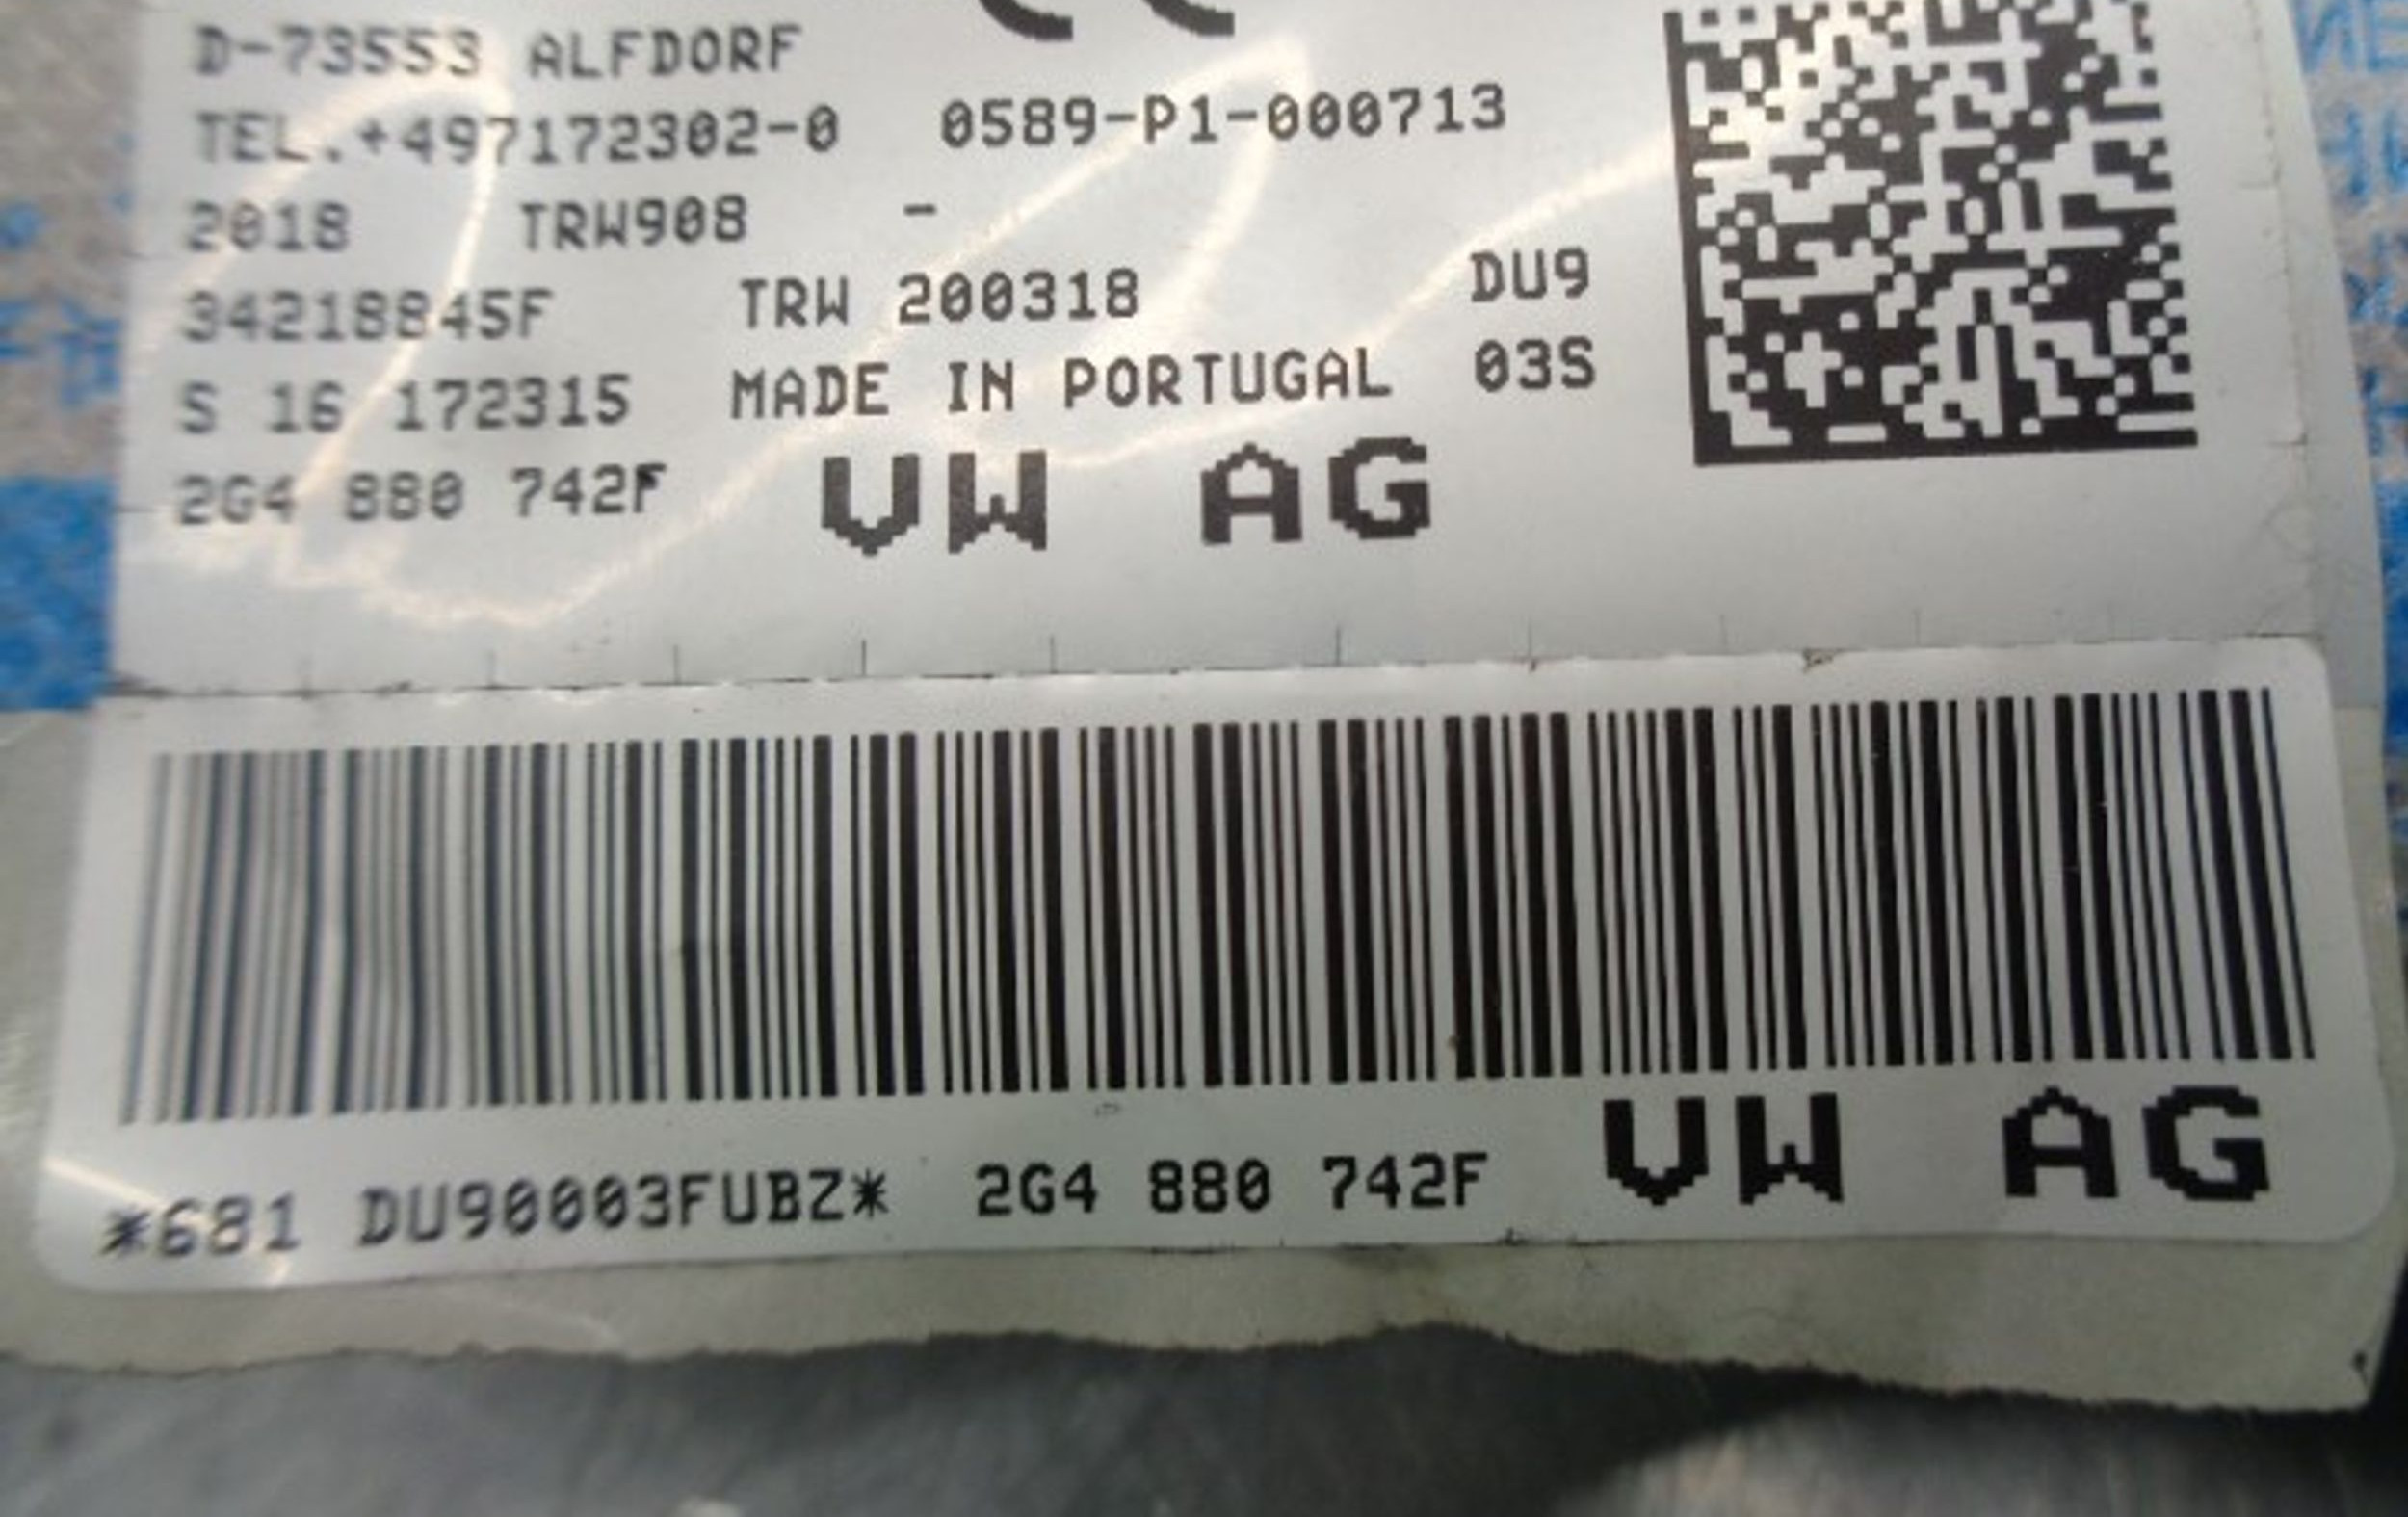 D-73553 ALFDORF
TEL.+497172302-0 0589-P1-000713
2018 TRW908 -
34218845F TRW 200318 DU9
S 16 172315 MADE IN PORTUGAL 03S
2G4 880 742F VW AG
*681 DU90003FUBZ* 2G4 880 742F VW AG